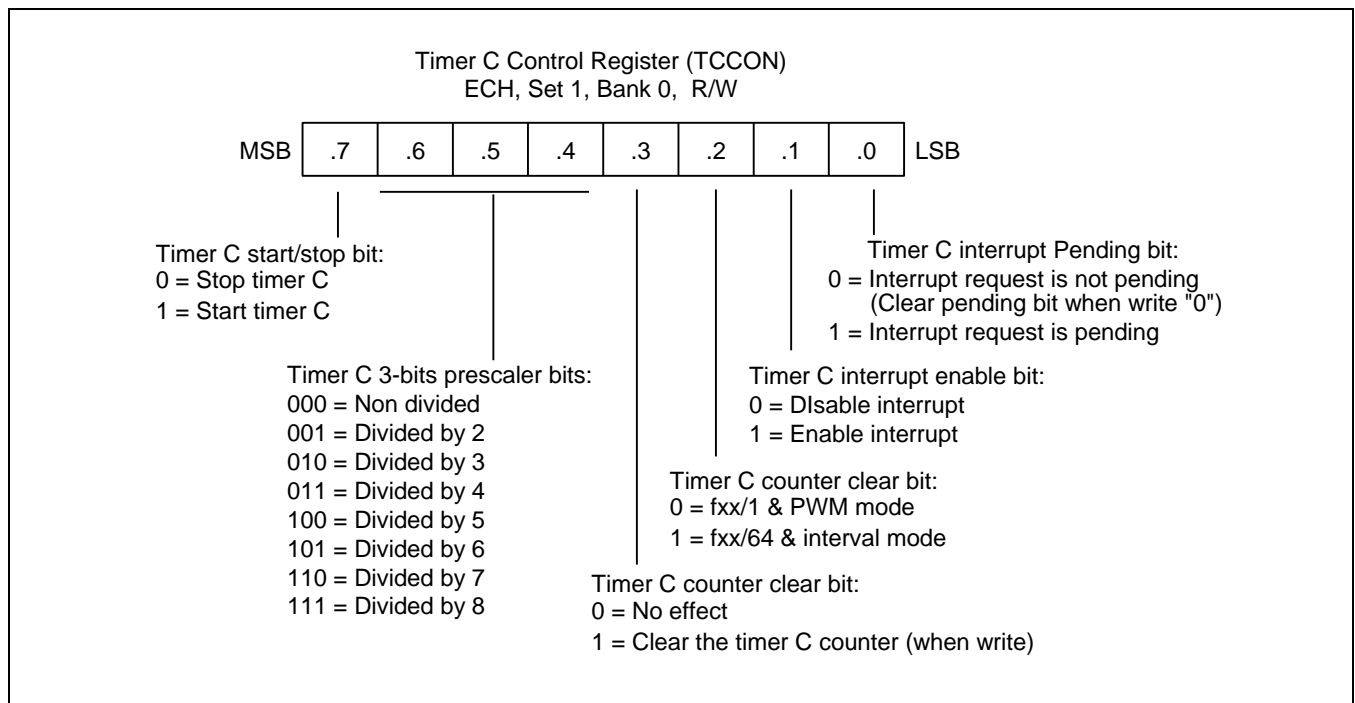 Timer C Control Register (TCCON)
ECH, Set 1, Bank 0, R/W
MSB .7 .6 .5 .4 .3 .2 .1 .0 LSB
Timer C start/stop bit:
0 = Stop timer C
1 = Start timer C
Timer C interrupt Pending bit:
0 = Interrupt request is not pending
(Clear pending bit when write "0")
1 = Interrupt request is pending
Timer C 3-bits prescaler bits:
000 = Non divided
001 = Divided by 2
010 = Divided by 3
011 = Divided by 4
100 = Divided by 5
101 = Divided by 6
110 = Divided by 7
111 = Divided by 8
Timer C interrupt enable bit:
0 = DIsable interrupt
1 = Enable interrupt
Timer C counter clear bit:
0 = fxx/1 & PWM mode
1 = fxx/64 & interval mode
Timer C counter clear bit:
0 = No effect
1 = Clear the timer C counter (when write)